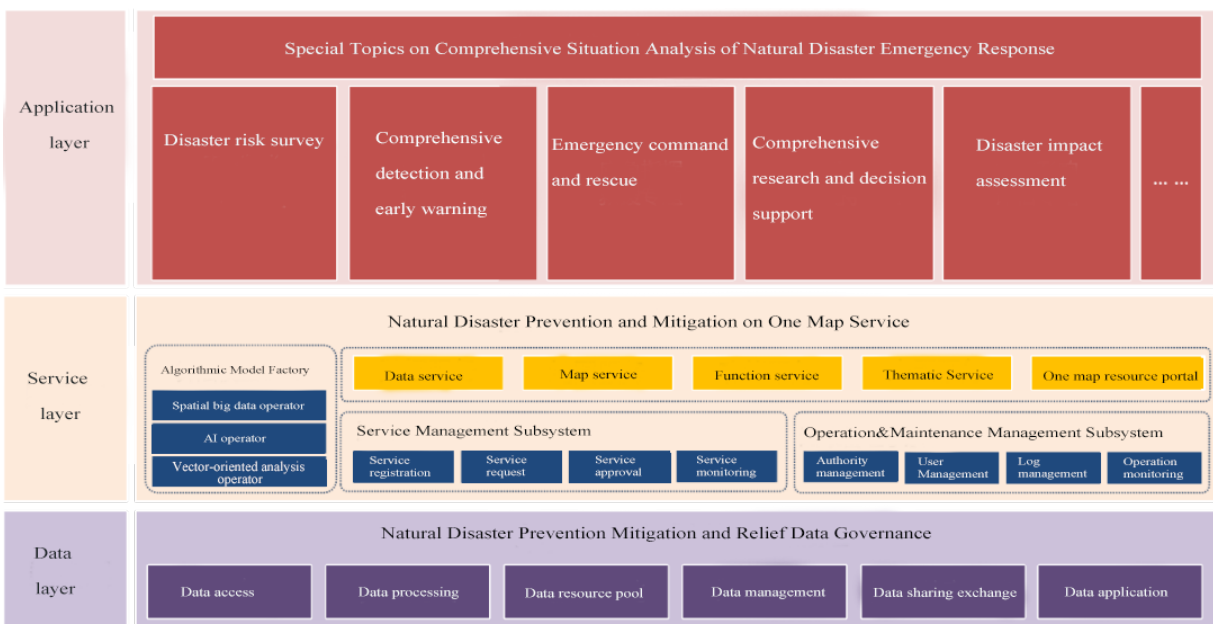 Application
layer
Special Topics on Comprehensive Situation Analysis of Natural Disaster Emergency Response
Disaster risk survey
Comprehensive
detection and
early warning
Emergency command
and rescue
Comprehensive
research and decision
support
Disaster impact
assessment
... ...
Service
layer
Natural Disaster Prevention and Mitigation on One Map Service
Algorithmic Model Factory
Spatial big data operator
AI operator
Vector-oriented analysis
operator
Data service
Map service
Function service
Thematic Service
One map resource portal
Service Management Subsystem
Service
registration
Service
request
Service
approval
Service
monitoring
Operation&Maintenance Management Subsystem
Authority
management
User
Management
Log
management
Operation
monitoring
Data
layer
Natural Disaster Prevention Mitigation and Relief Data Governance
Data access
Data processing
Data resource pool
Data management
Data sharing exchange
Data application